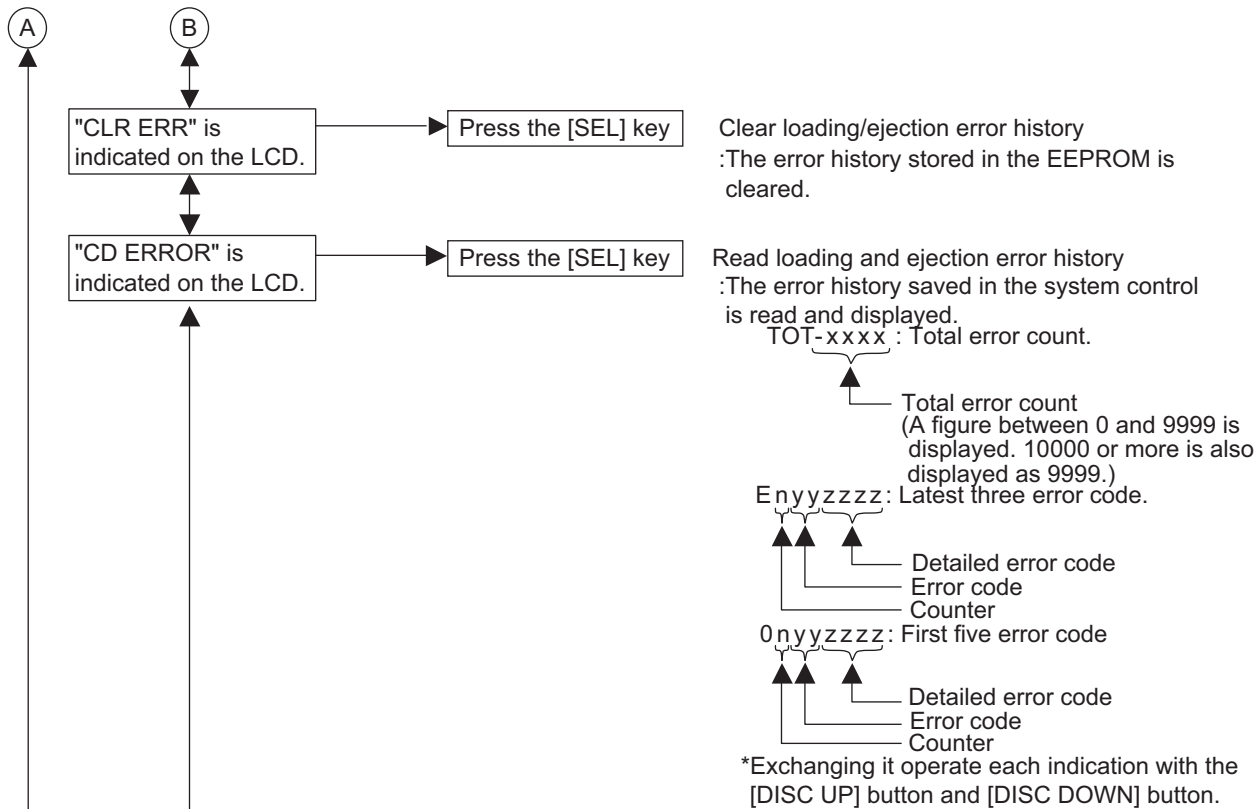 A B
"CLR ERR" is
indicated on the LCD.
Press the [SEL] key
Clear loading/ejection error history
:The error history stored in the EEPROM is
cleared.
"CD ERROR" is
indicated on the LCD.
Press the [SEL] key
Read loading and ejection error history
:The error history saved in the system control
is read and displayed.
TOT-xxxx : Total error count.
Total error count
(A figure between 0 and 9999 is
displayed. 10000 or more is also
displayed as 9999.)
Enyyzzzz: Latest three error code.
Detailed error code
Error code
Counter
0nyyzzzz: First five error code
Detailed error code
Error code
Counter
*Exchanging it operate each indication with the
[DISC UP] button and [DISC DOWN] button.